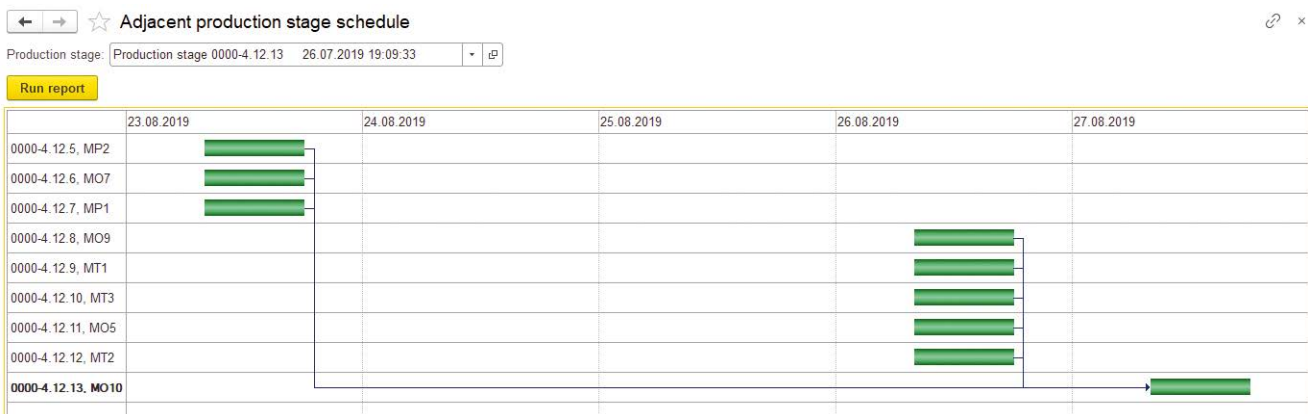 Adjacent production stage schedule
Production stage: Production stage 0000-4.12.13 26.07.2019 19:09:33
Run report
23.08.2019 24.08.2019 25.08.2019 26.08.2019 27.08.2019
0000-4.12.5, MP2
0000-4.12.6, MO7
0000-4.12.7, MP1
0000-4.12.8, MO9
0000-4.12.9, MT1
0000-4.12.10, MT3
0000-4.12.11, MO5
0000-4.12.12, MT2
0000-4.12.13, MO10